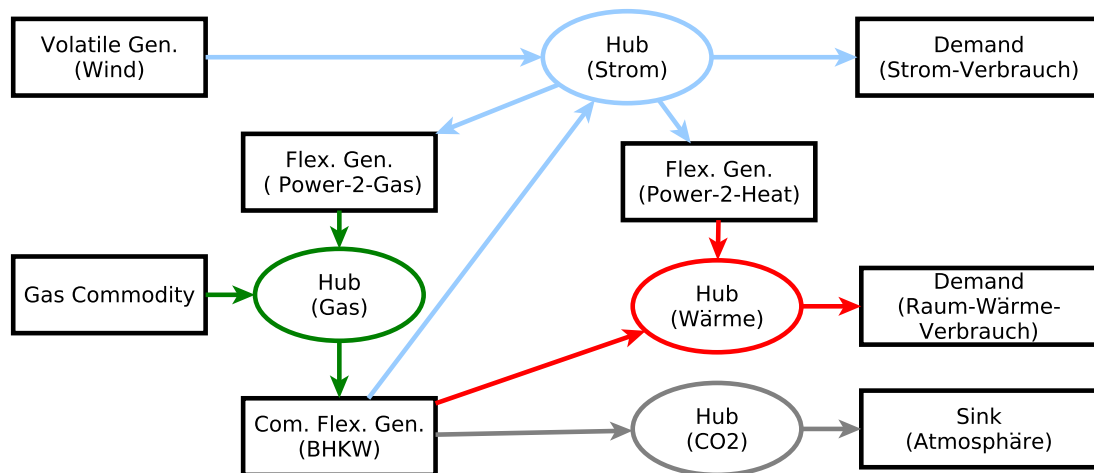 Volatile Gen.
(Wind)
Hub
(Strom)
Demand
(Strom-Verbrauch)
Flex. Gen.
( Power-2-Gas)
Flex. Gen.
(Power-2-Heat)
Gas Commodity
Hub
(Gas)
Hub
(Wärme)
Demand
(Raum-Wärme-
Verbrauch)
Com. Flex. Gen.
(BHKW)
Hub
(CO2)
Sink
(Atmosphäre)